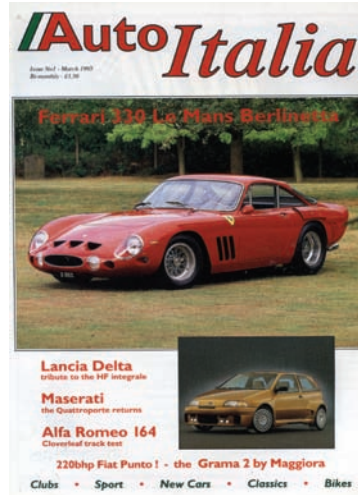 Auto Italia
Issue No1 - March 1995
Bi-monthly - £3.50
Ferrari 330 Le Mans Berlinetta
Lancia Delta
tribute to the HF integrale
Maserati
the Quattroporte returns
Alfa Romeo 164
Cloverleaf track test
220bhp Fiat Punto! - the Grama 2 by Maggiora
Clubs • Sport • New Cars • Classics • Bikes